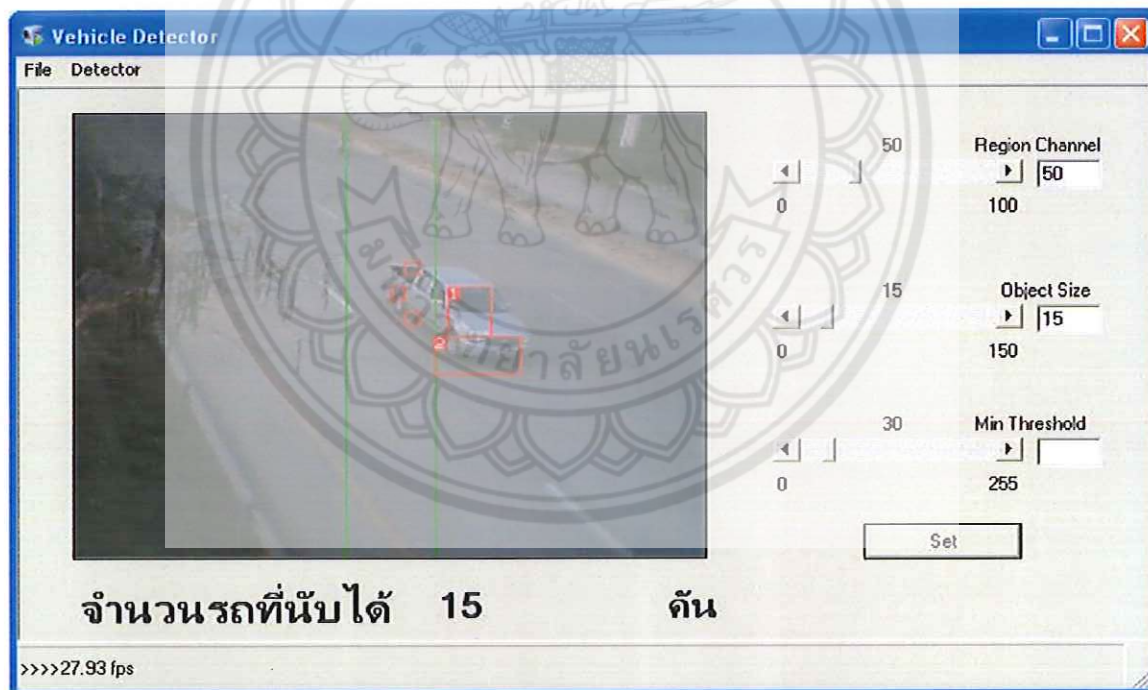 Vehicle Detector
File Detector
50 Region Channel
50
0 100
15 Object Size
15
0 150
30 Min Threshold
0 255
Set
1
2
จำนวนรถที่นับได้ 15 คัน
>>>>27.93 fps